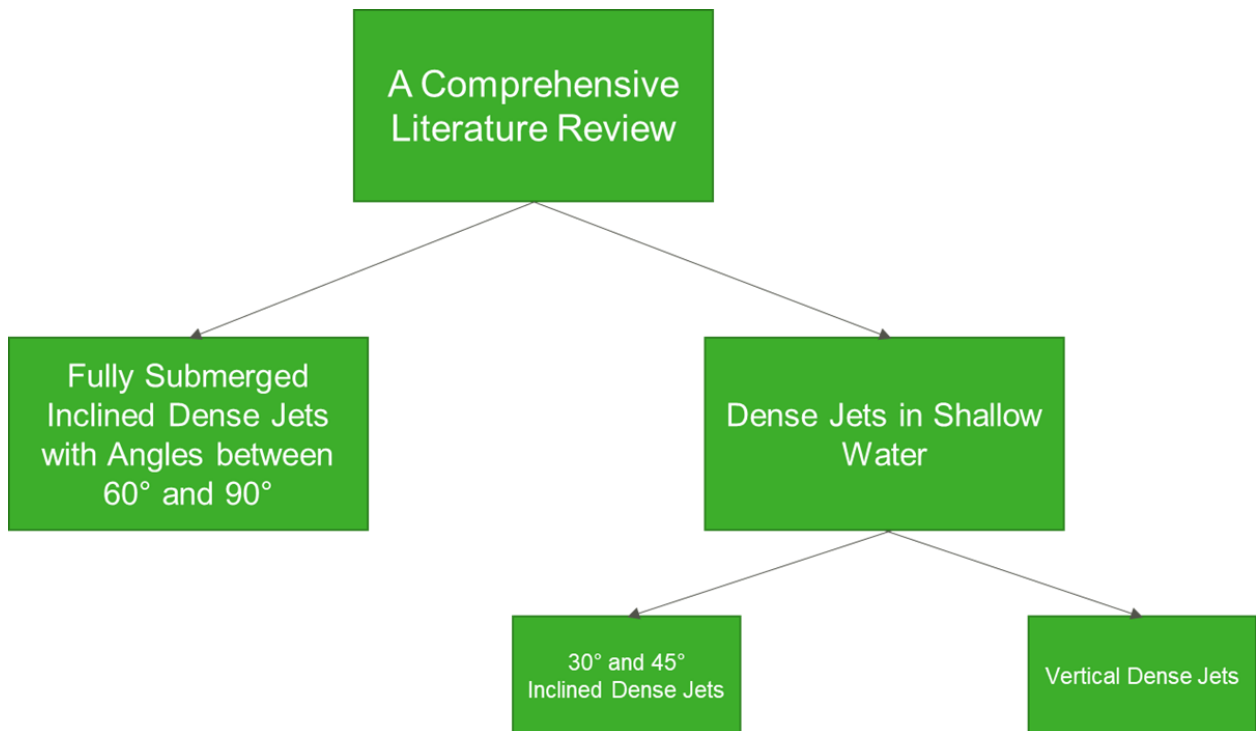 A Comprehensive
Literature Review
Fully Submerged
Inclined Dense Jets
with Angles between
60° and 90°
Dense Jets in Shallow
Water
30° and 45°
Inclined Dense Jets
Vertical Dense Jets